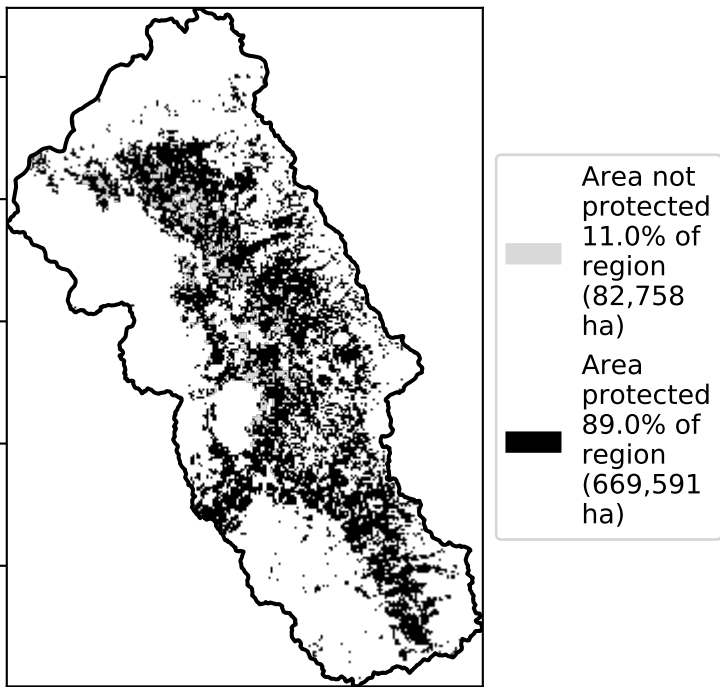 Area not
protected
11.0% of
region
(82,758
ha)
Area
protected
89.0% of
region
(669,591
ha)